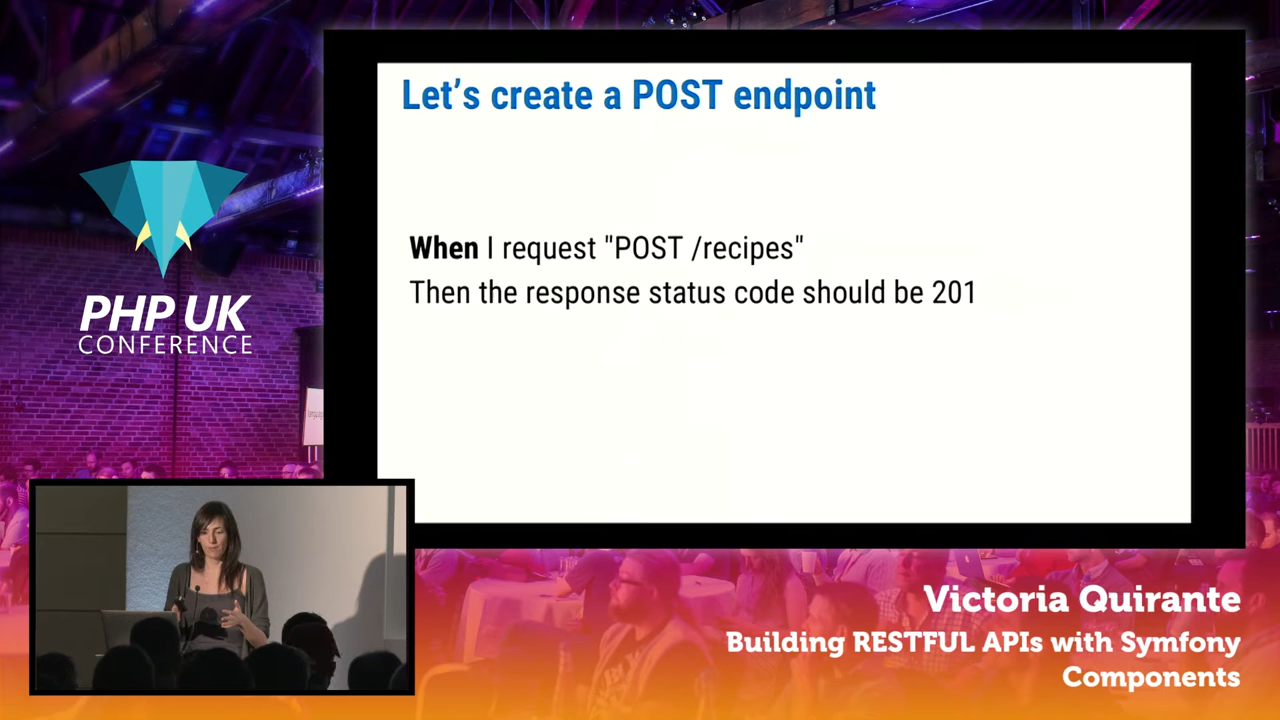 Let's create a POST endpoint
When I request "POST /recipes"
Then the response status code should be 201
PHP UK
CONFERENCE
Victoria Quirante
Building RESTFUL APIs with Symfony
Components